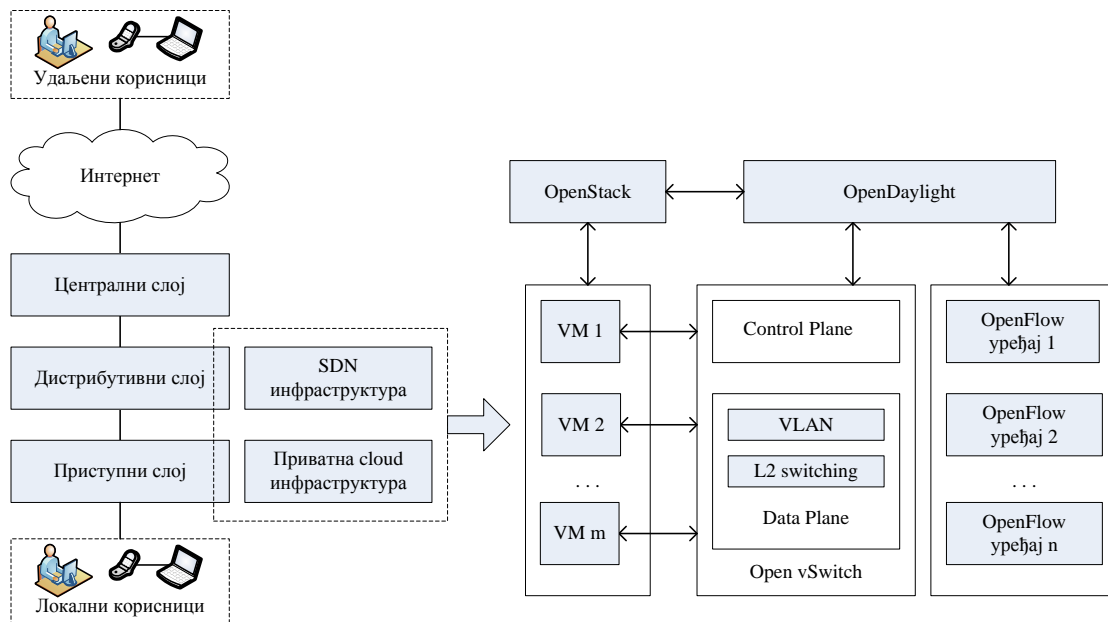 Удаљени корисници
Интернет
Централни слој
Дистрибутивни слој
Приступни слој
Локални корисници
SDN
инфраструктура
Приватна cloud
инфраструктура
OpenStack
OpenDaylight
VM 1
VM 2
. . .
VM m
Control Plane
VLAN
L2 switching
Data Plane
Open vSwitch
OpenFlow
уређај 1
OpenFlow
уређај 2
. . .
OpenFlow
уређај n